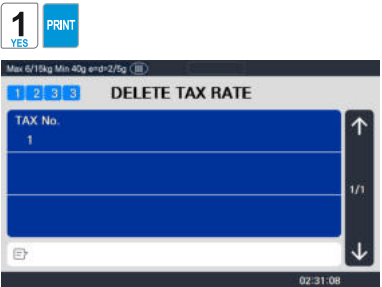 1
YES
PRINT
Max 6/15kg Min 40g e=d=2/5g (III)
1 2 3 3 DELETE TAX RATE
TAX No.
1
1/1
02:31:08